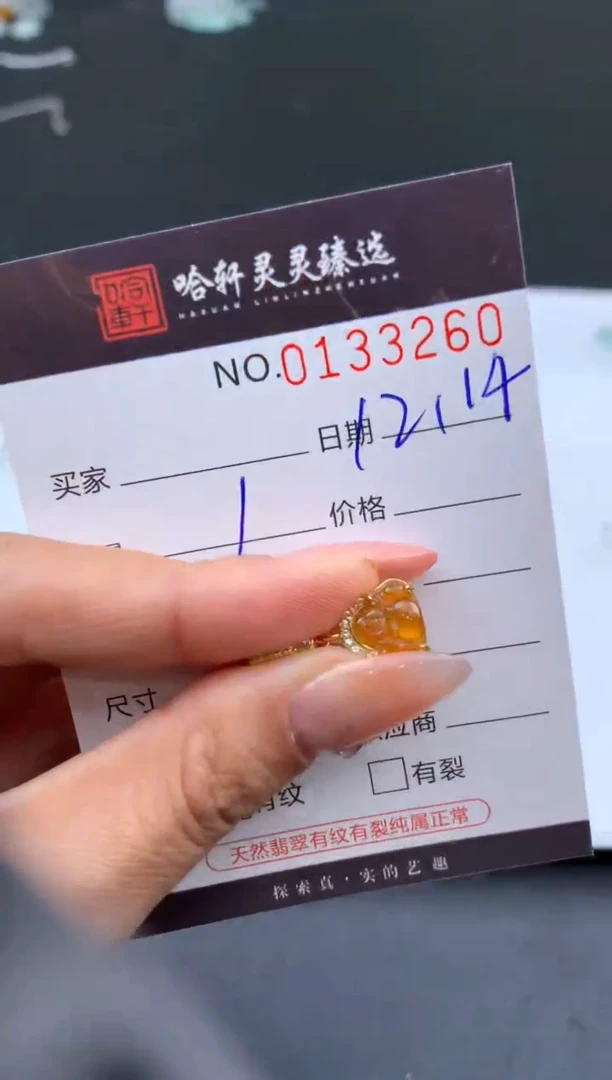 哈轩灵灵臻选
HAXUAN LINLINZHENXUAN
NO.0133260
买家 日期 12.14
1 价格
尺寸
应商
有纹 有裂
天然翡翠有纹有裂纯属正常
探索真·实的艺趣